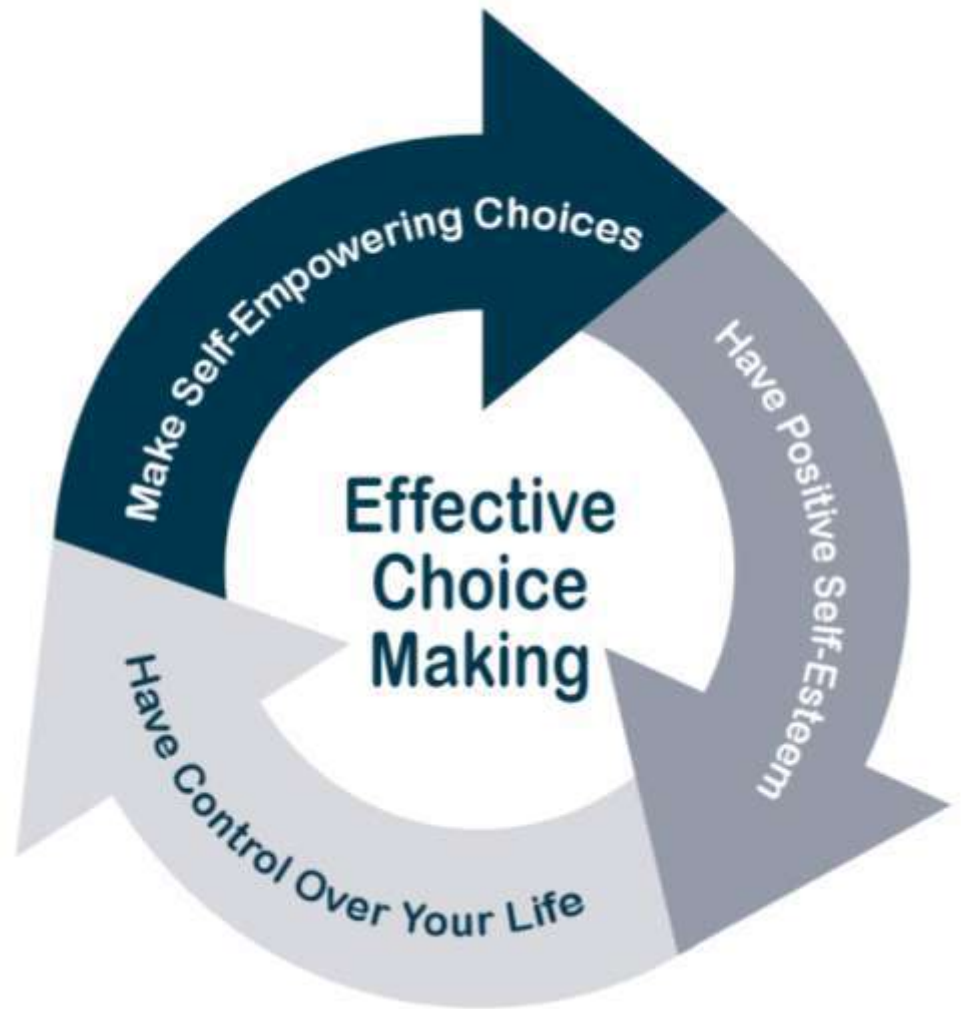 Make Self-Empowering Choices
Have Positive Self-Esteem
Have Control Over Your Life
Effective
Choice
Making